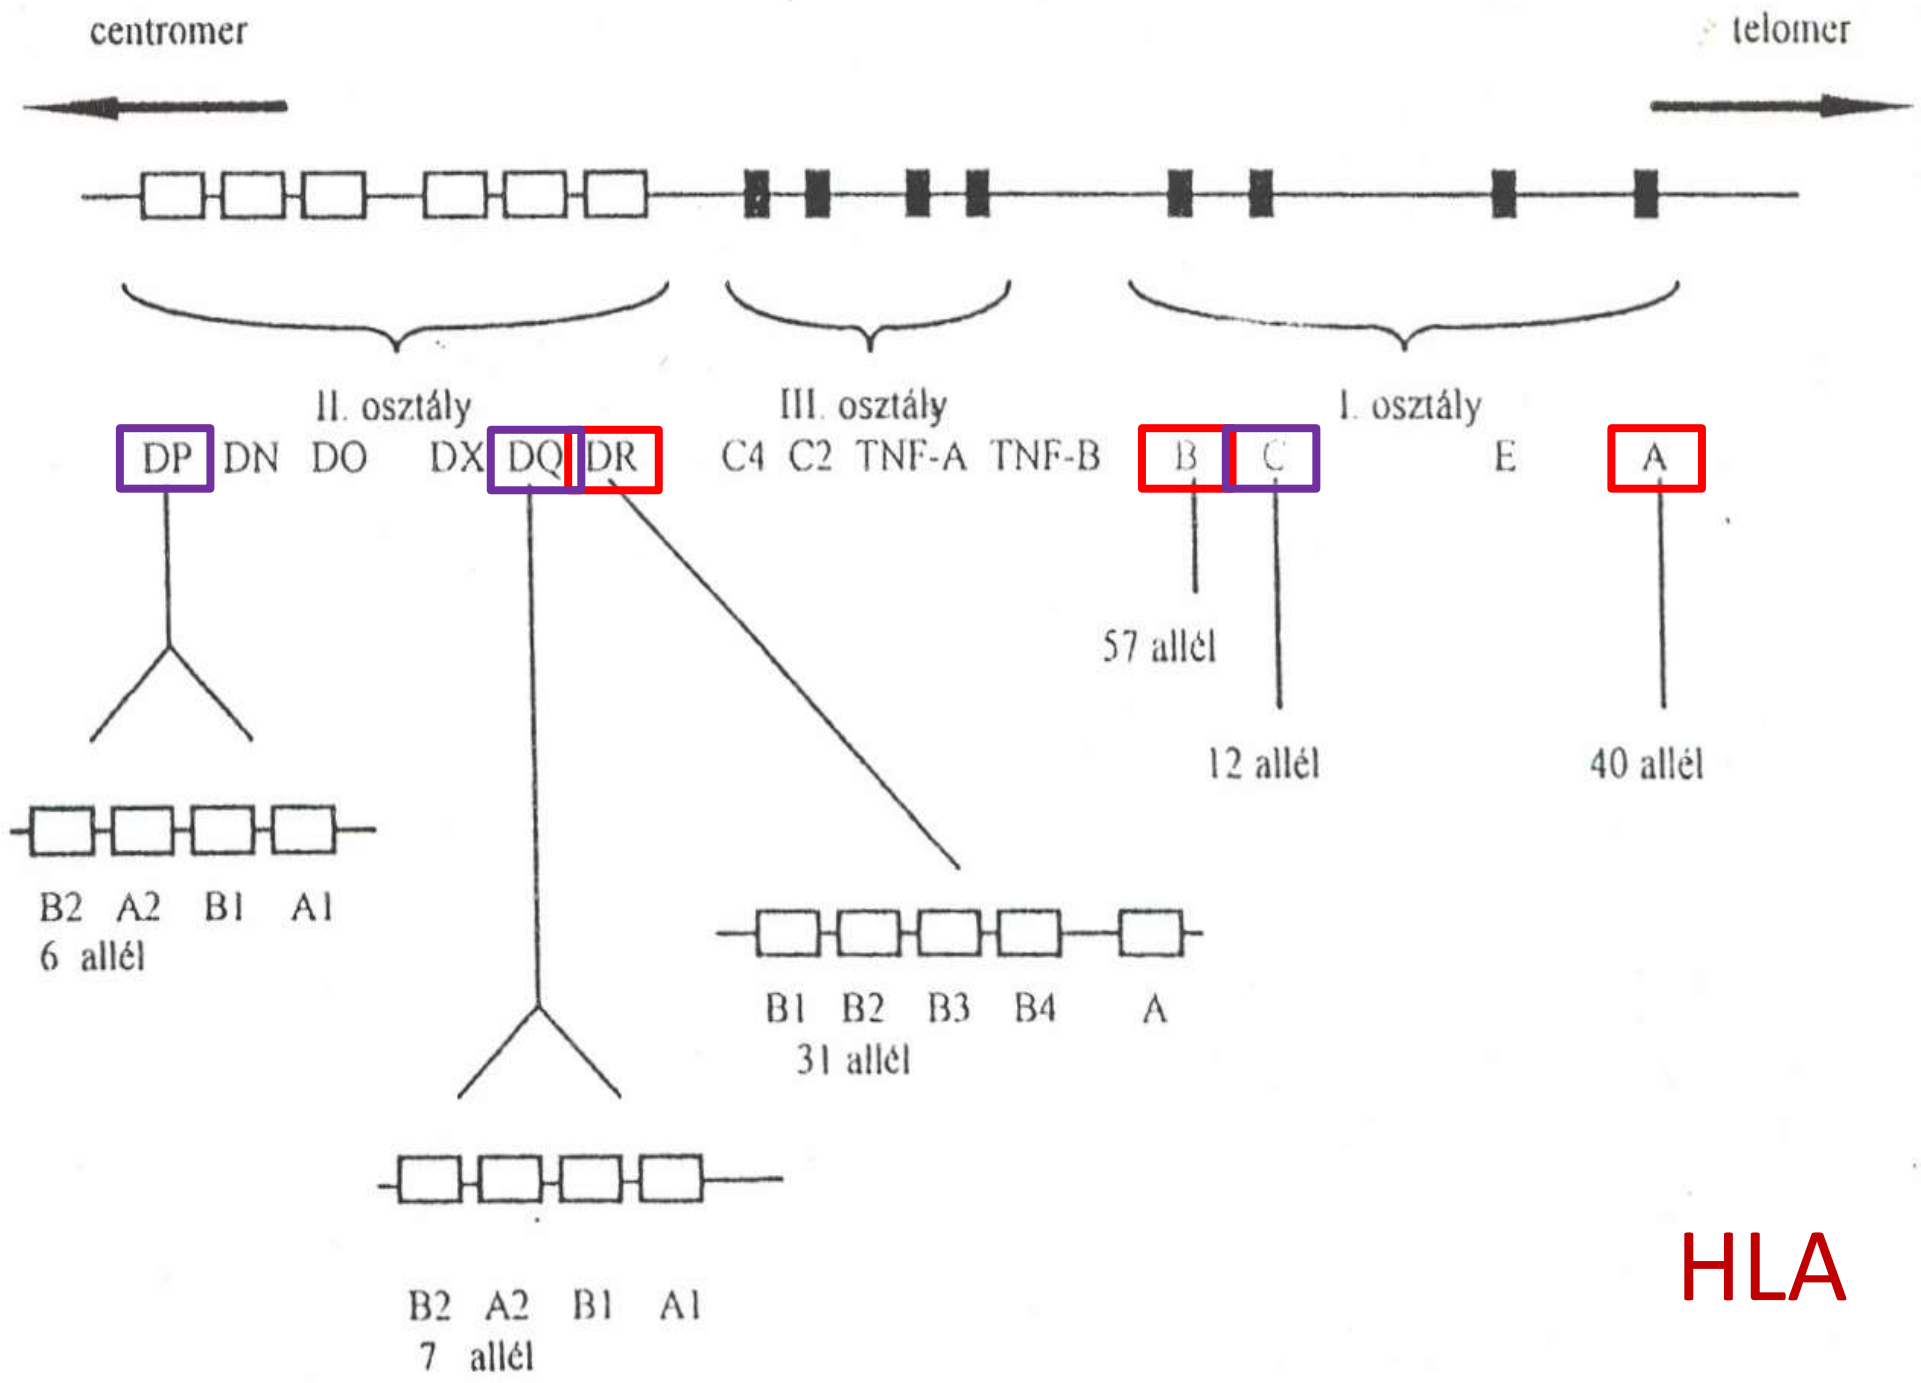 centromer telomer
II. osztály III. osztály I. osztály
DP DN DO DX DQ DR C4 C2 TNF-A TNF-B B C E A
57 allél
12 allél 40 allél
B2 A2 B1 A1
6 allél
B1 B2 B3 B4 A
31 allél
B2 A2 B1 A1
7 allél
HLA